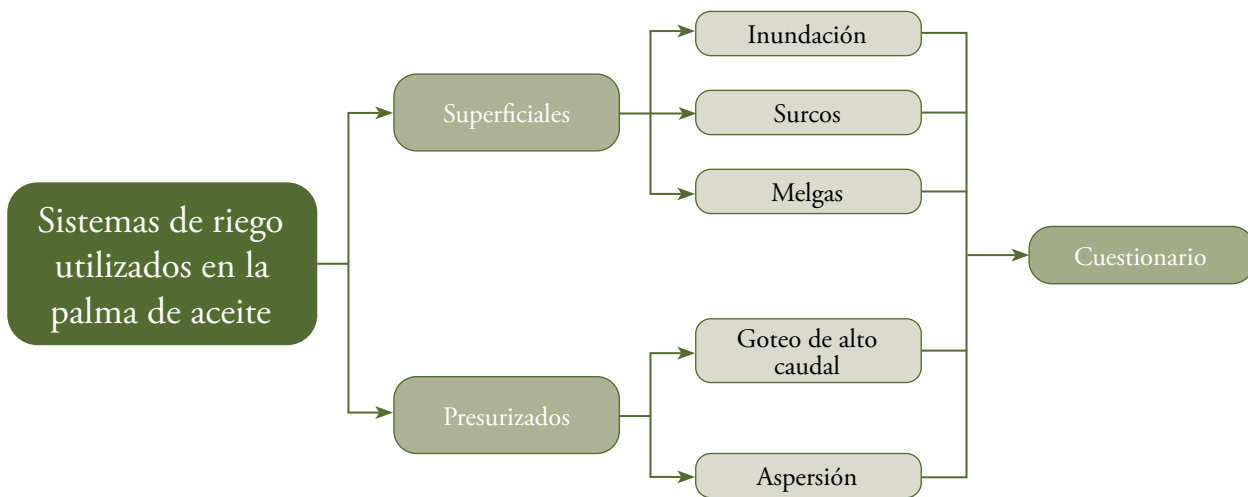 Sistemas de riego
utilizados en la
palma de aceite
Superficiales
Inundación
Surcos
Melgas
Presurizados
Goteo de alto
caudal
Aspersión
Cuestionario